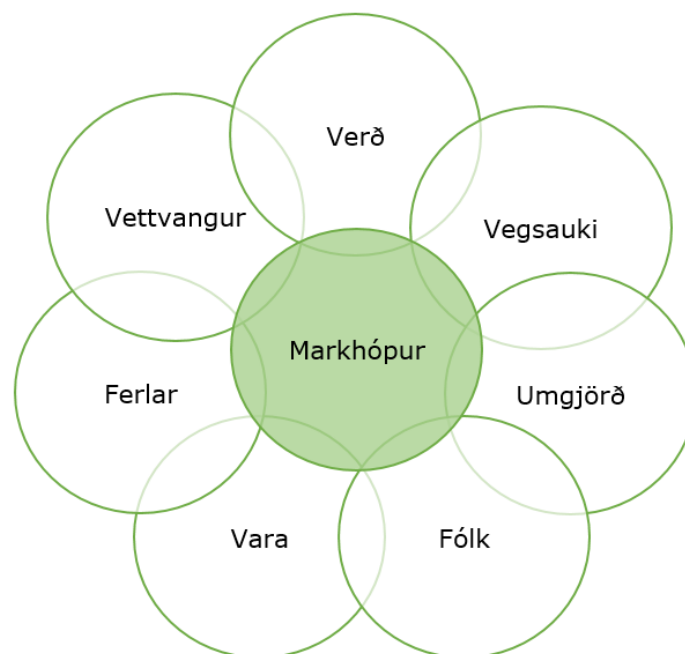 Verð
Vettvangur
Vegsauki
Markhópur
Ferlar
Umgjörð
Vara
Fólk